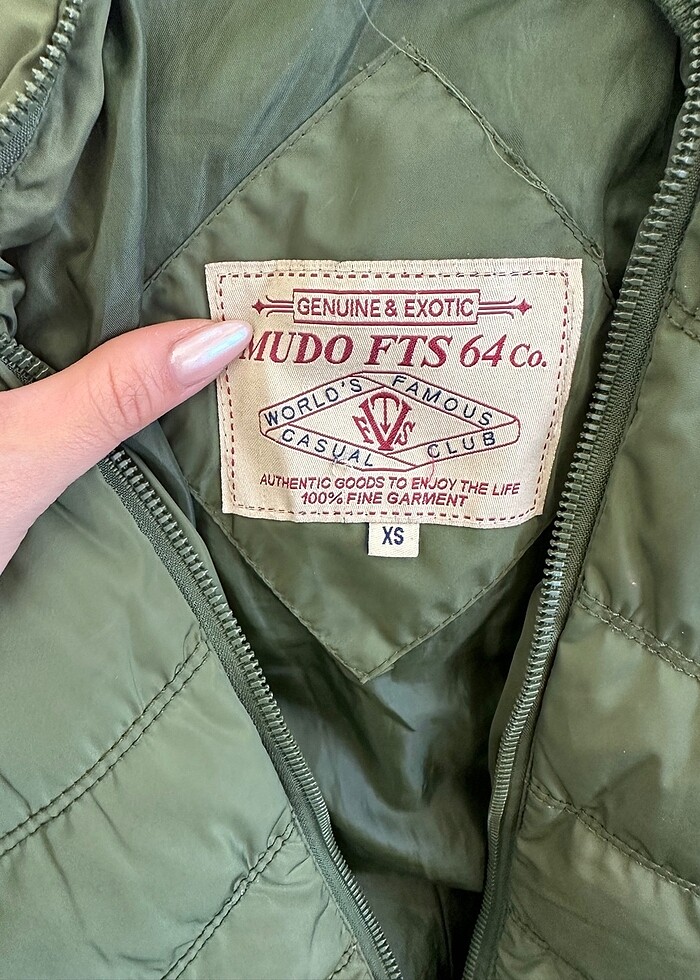 GENUINE & EXOTIC
MUDO FTS 64 Co.
WORLD'S FAMOUS
FTS
CASUAL CLUB
AUTHENTIC GOODS TO ENJOY THE LIFE
100% FINE GARMENT
XS